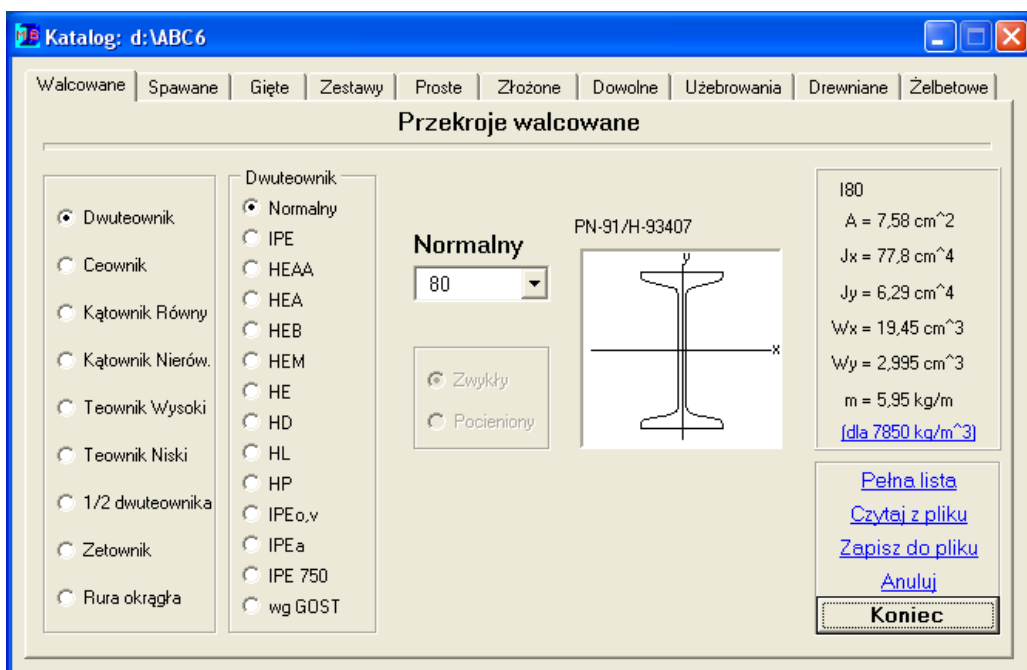 Katalog: d:\ABC6
Walcowane Spawane Gięte Zestawy Proste Złożone Dowolne Użebrowania Drewniane Żelbetowe
Przekroje walcowane
Dwuteownik
Ceownik
Kątownik Równy
Kątownik Nierów.
Teownik Wysoki
Teownik Niski
1/2 dwuteownika
Zetownik
Rura okrągła
Dwuteownik
Normalny
IPE
HEAA
HEA
HEB
HEM
HE
HD
HL
HP
IPEo,v
IPEa
IPE 750
wg GOST
Normalny
80
Zwykły
Pocieniony
PN-91/H-93407
y
x
I80
A = 7,58 cm^2
Jx = 77,8 cm^4
Jy = 6,29 cm^4
Wx = 19,45 cm^3
Wy = 2,995 cm^3
m = 5,95 kg/m
(dla 7850 kg/m^3)
Pełna lista
Czytaj z pliku
Zapisz do pliku
Anuluj
Koniec